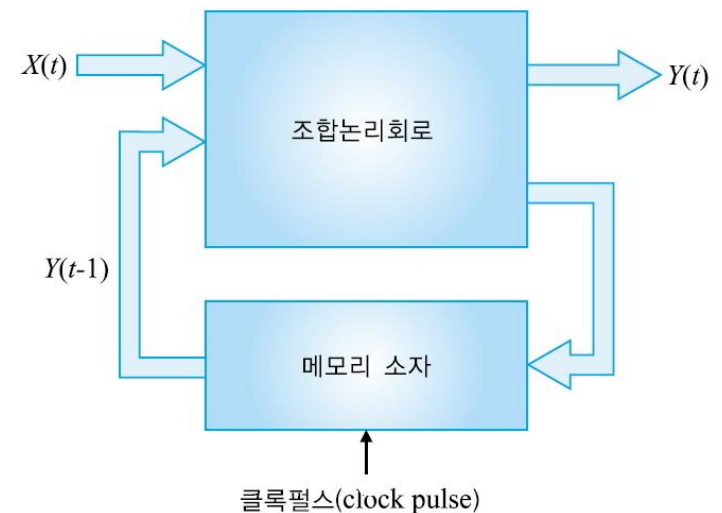 X(t)
Y(t)
조합논리회로
Y(t-1)
메모리 소자
클록펄스(clock pulse)